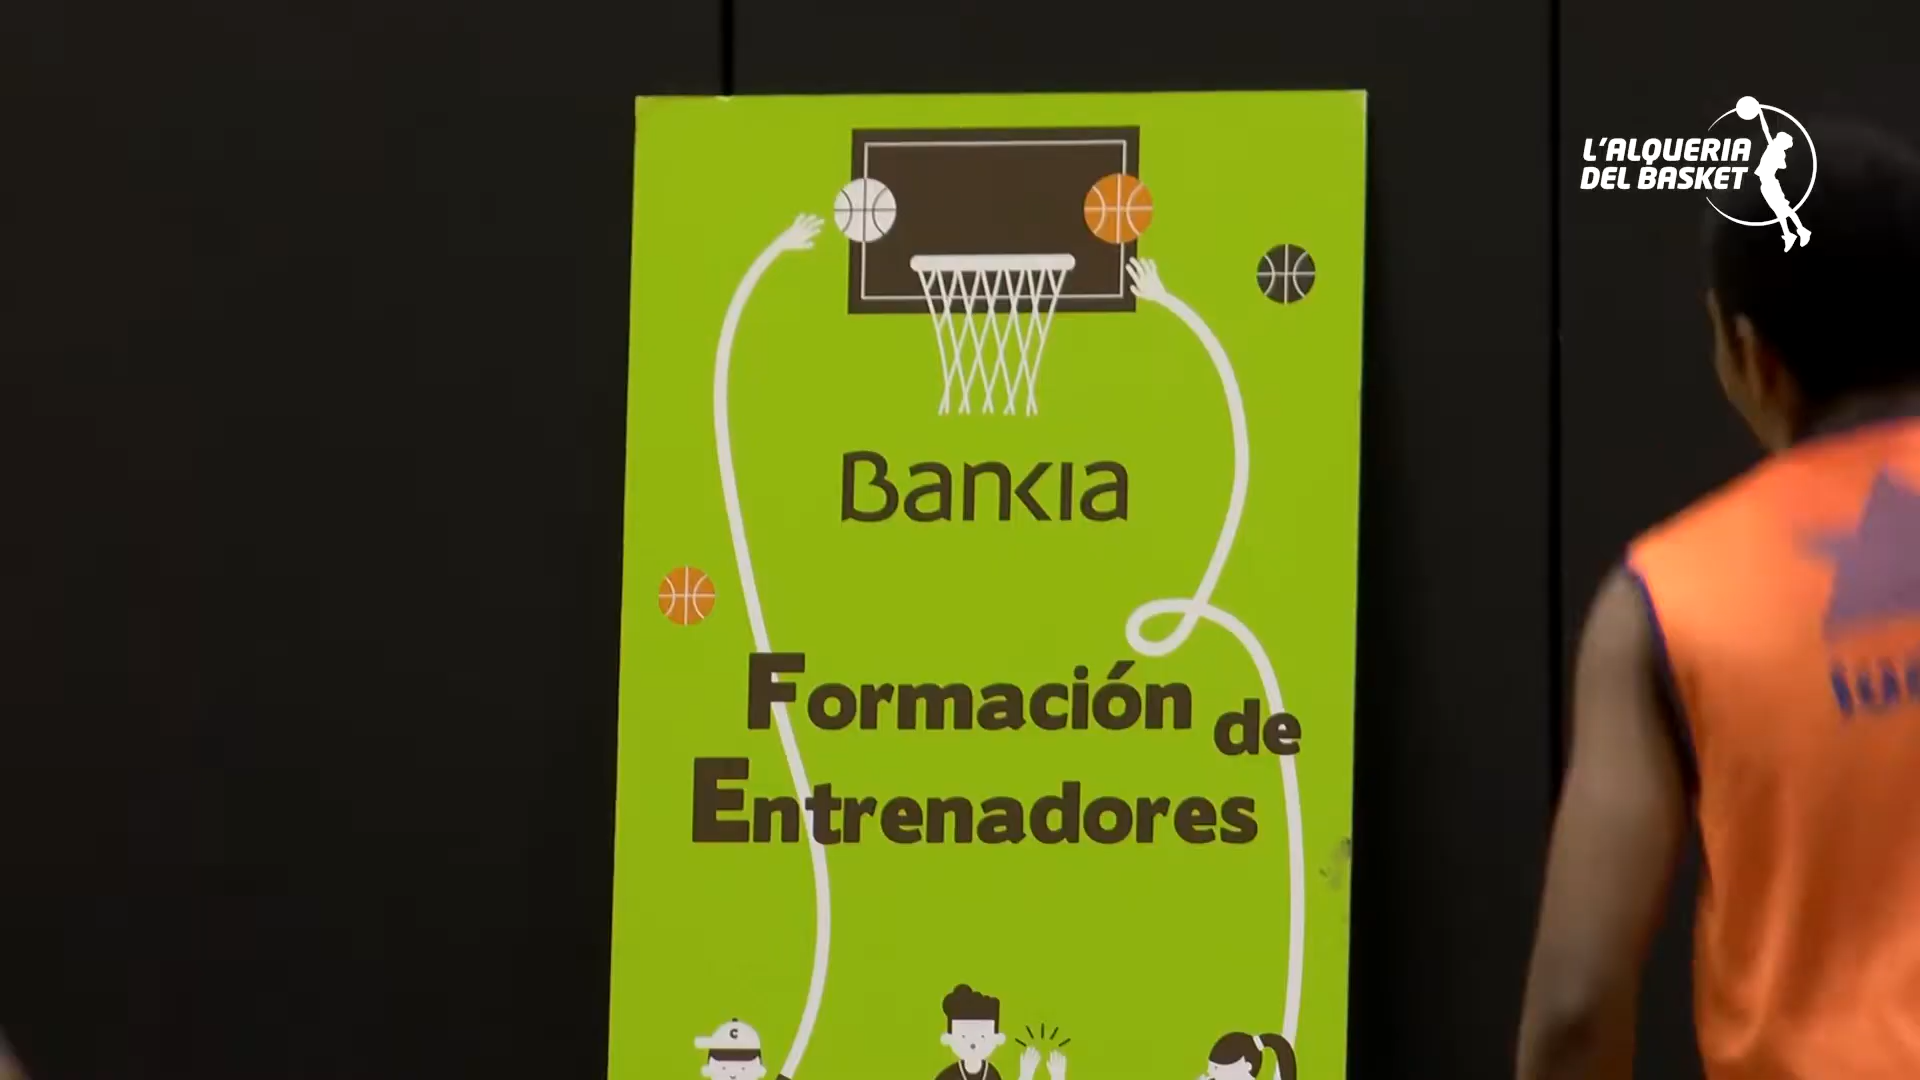 L'ALQUERIA
DEL BASKET
Bankia
Formación de
Entrenadores
C